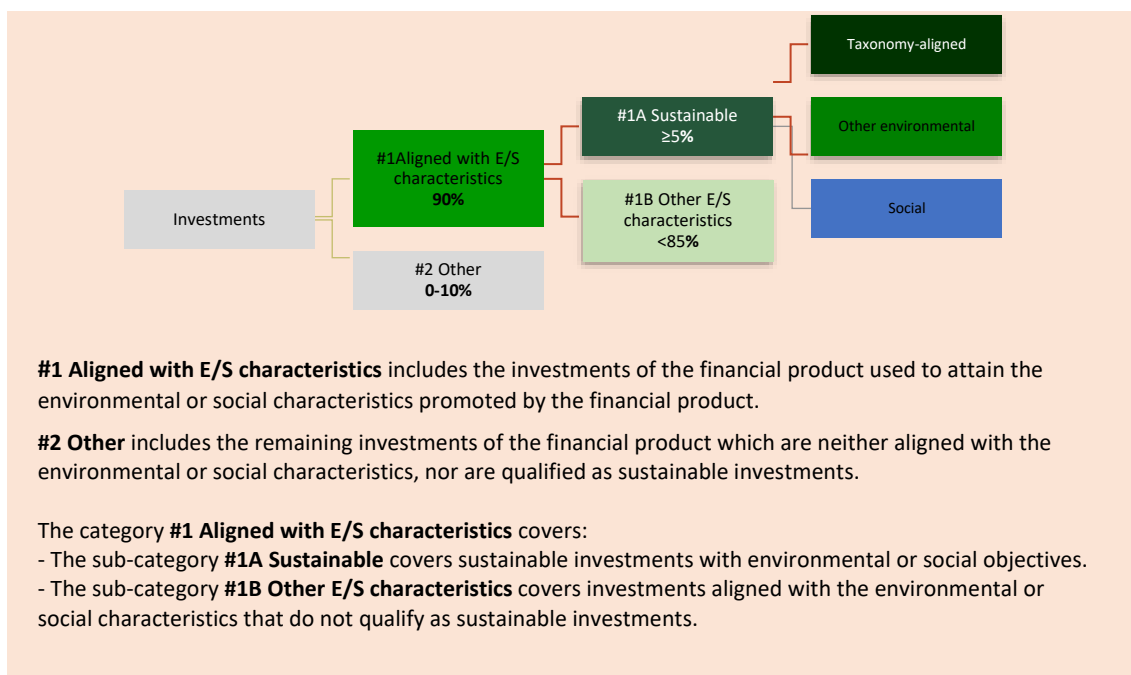 Taxonomy-aligned
#1A Sustainable
≥5%
Other environmental
#1Aligned with E/S
characteristics
90%
#1B Other E/S
characteristics
<85%
Social
Investments
#2 Other
0-10%
#1 Aligned with E/S characteristics includes the investments of the financial product used to attain the
environmental or social characteristics promoted by the financial product.
#2 Other includes the remaining investments of the financial product which are neither aligned with the
environmental or social characteristics, nor are qualified as sustainable investments.
The category #1 Aligned with E/S characteristics covers:
- The sub-category #1A Sustainable covers sustainable investments with environmental or social objectives.
- The sub-category #1B Other E/S characteristics covers investments aligned with the environmental or
social characteristics that do not qualify as sustainable investments.